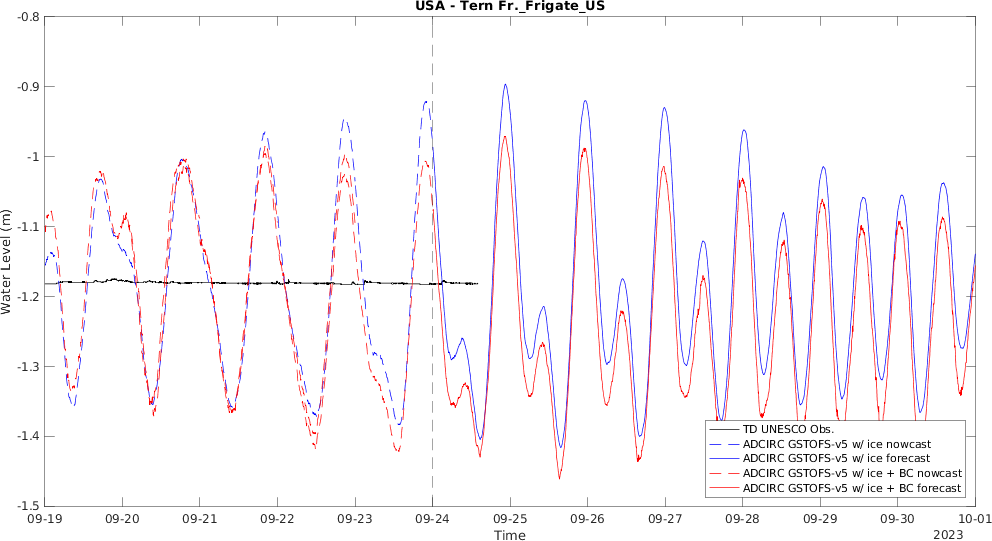 USA - Tern Fr._Frigate_US
-0.8
-0.9
-1
-1.1
-1.2
-1.3
-1.4
-1.5
Water Level (m)
TD UNESCO Obs.
ADCIRC GSTOFS-v5 w/ ice nowcast
ADCIRC GSTOFS-v5 w/ ice forecast
ADCIRC GSTOFS-v5 w/ ice + BC nowcast
ADCIRC GSTOFS-v5 w/ ice + BC forecast
09-19 09-20 09-21 09-22 09-23 09-24 09-25 09-26 09-27 09-28 09-29 09-30 10-01
Time
2023